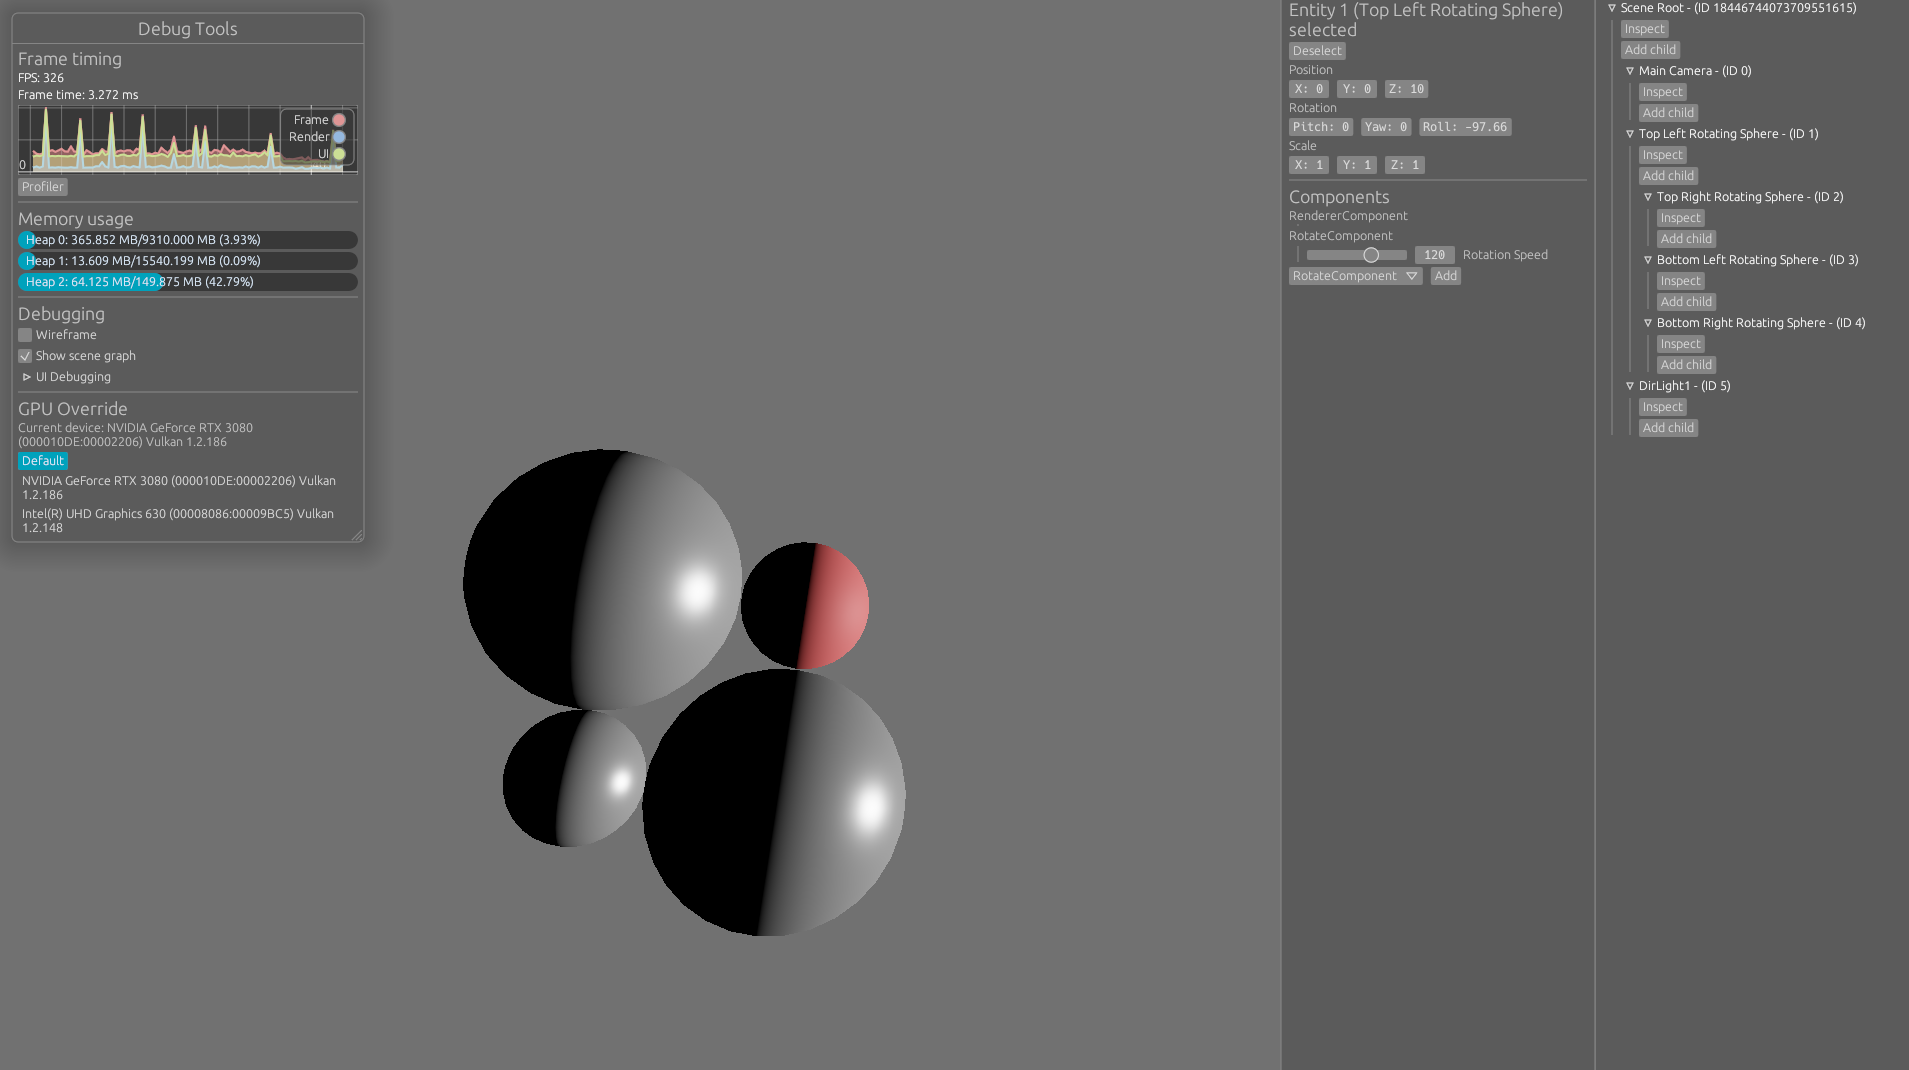 Debug Tools
Frame timing
FPS: 326
Frame time: 3.272 ms
Frame
Render
UI
0
Profiler
Memory usage
Heap 0: 365.852 MB/9310.000 MB (3.93%)
Heap 1: 13.609 MB/15540.199 MB (0.09%)
Heap 2: 64.125 MB/149.875 MB (42.79%)
Debugging
Wireframe
Show scene graph
UI Debugging
GPU Override
Current device: NVIDIA GeForce RTX 3080
(000010DE:00002206) Vulkan 1.2.186
Default
NVIDIA GeForce RTX 3080 (000010DE:00002206) Vulkan
1.2.186
Intel(R) UHD Graphics 630 (00008086:00009BC5) Vulkan
1.2.148
Entity 1 (Top Left Rotating Sphere)
selected
Deselect
Position
X: 0 Y: 0 Z: 10
Rotation
Pitch: 0 Yaw: 0 Roll: -97.66
Scale
X: 1 Y: 1 Z: 1
Components
RendererComponent
RotateComponent
120 Rotation Speed
RotateComponent Add
Scene Root - (ID 18446744073709551615)
Inspect
Add child
Main Camera - (ID 0)
Inspect
Add child
Top Left Rotating Sphere - (ID 1)
Inspect
Add child
Top Right Rotating Sphere - (ID 2)
Inspect
Add child
Bottom Left Rotating Sphere - (ID 3)
Inspect
Add child
Bottom Right Rotating Sphere - (ID 4)
Inspect
Add child
DirLight1 - (ID 5)
Inspect
Add child